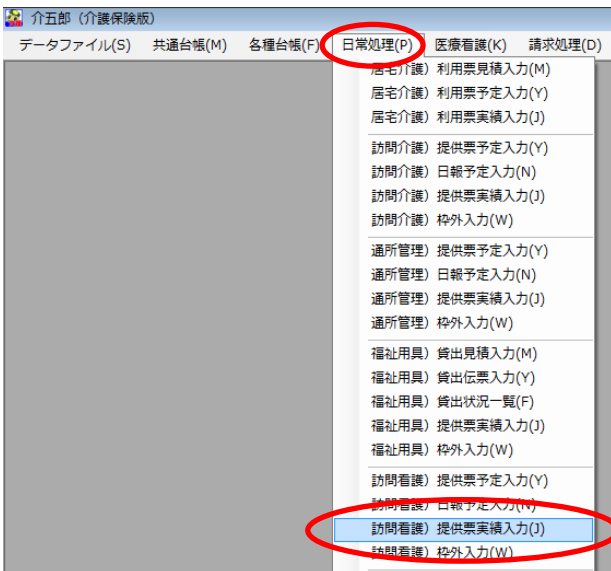 介五郎（介護保険版）
データファイル(S) 共通台帳(M) 各種台帳(F) 日常処理(P) 医療看護(K) 請求処理(D)
居宅介護）利用票見積入力(M)
居宅介護）利用票予定入力(Y)
居宅介護）利用票実績入力(J)
訪問介護）提供票予定入力(Y)
訪問介護）日報予定入力(N)
訪問介護）提供票実績入力(J)
訪問介護）枠外入力(W)
通所管理）提供票予定入力(Y)
通所管理）日報予定入力(N)
通所管理）提供票実績入力(J)
通所管理）枠外入力(W)
福祉用具）貸出見積入力(M)
福祉用具）貸出伝票入力(Y)
福祉用具）貸出状況一覧(F)
福祉用具）提供票実績入力(J)
福祉用具）枠外入力(W)
訪問看護）提供票予定入力(Y)
訪問看護）日報予定入力(N)
訪問看護）提供票実績入力(J)
訪問看護）枠外入力(W)